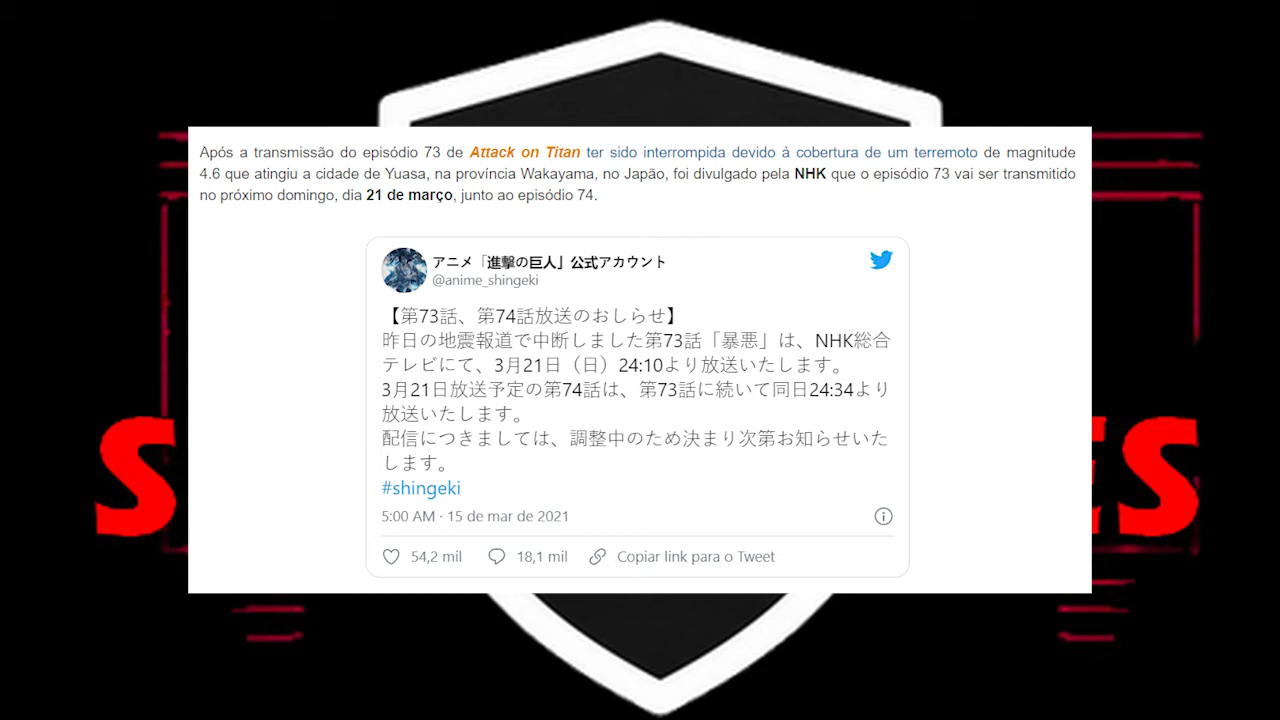 Após a transmissão do episódio 73 de Attack on Titan ter sido interrompida devido à cobertura de um terremoto de magnitude
4.6 que atingiu a cidade de Yuasa, na província Wakayama, no Japão, foi divulgado pela NHK que o episódio 73 vai ser transmitido
no próximo domingo, dia 21 de março, junto ao episódio 74.
アニメ「進撃の巨人」公式アカウント
@anime_shingeki
【第73話、第74話放送のおしらせ】
昨日の地震報道で中断しました第73話「暴悪」は、NHK総合
テレビにて、3月21日（日）24:10より放送いたします。
3月21日放送予定の第74話は、第73話に続いて同日24:34より
放送いたします。
配信につきましては、調整中のため決まり次第お知らせいた
します。
#shingeki
5:00 AM · 15 de mar de 2021
54,2 mil 18,1 mil Copiar link para o Tweet
S ES